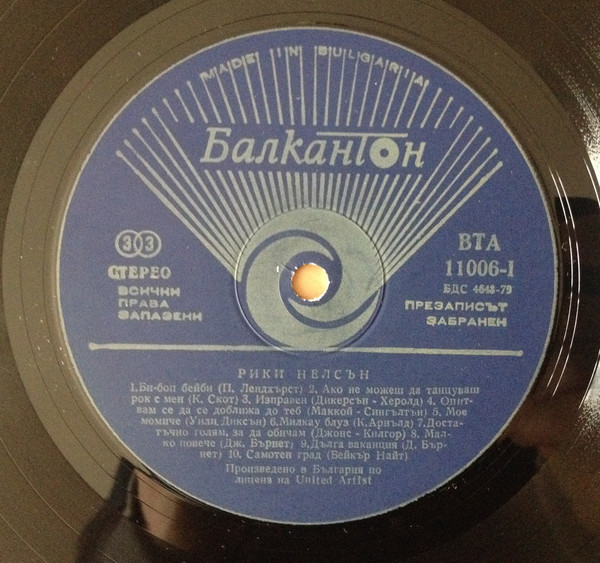 MADE IN BULGARIA
Балкантон
33
СТЕРЕО
ВСИЧКИ
ПРАВА
ЗАПАЗЕНИ
ВТА
11006-I
БДС 4648-79
ПРЕЗАПИСЪТ
ЗАБРАНЕН
РИКИ НЕЛСЪН
1.Би-боп бейби (П. Лендхърст) 2. Ако не можеш да танцуваш
рок с мен (К. Скот) 3. Изправен (Дикерсън - Херолд) 4. Опит-
вам се да се доближа до теб (Маккой - Сингълтън) 5. Мое
момиче (Уили Диксън) 6.Милкау блуз (К.Арнълд) 7.Доста-
тъчно голям, за да обичам (Джонс - Килгор) 8. Мал-
ко повече (Дж. Бърнет) 9.Дълга ваканция (Д. Бър-
нет) 10. Самотен град (Бейкър Найт)
Произведено в България по
лиценз на United Artist